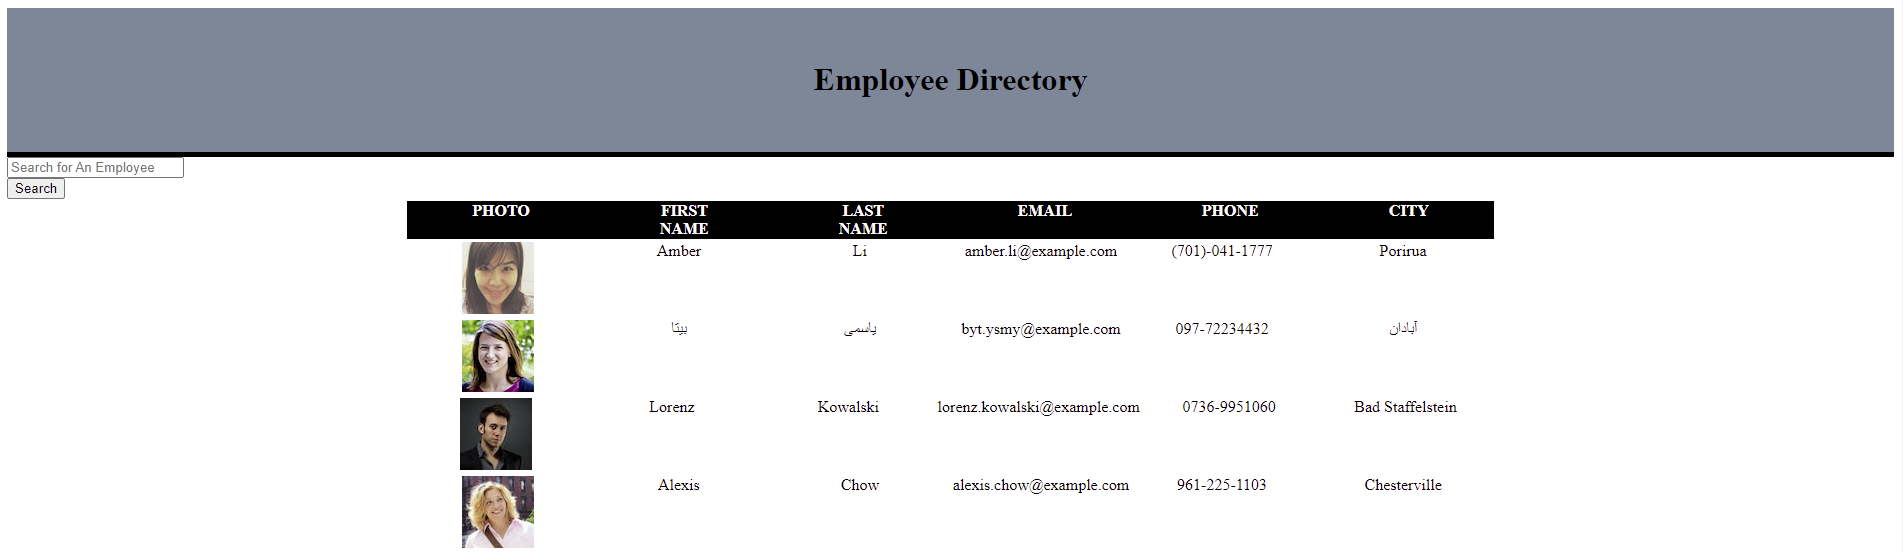 Employee Directory
Search for An Employee
Search
PHOTO FIRST NAME LAST NAME EMAIL PHONE CITY
Amber Li amber.li@example.com (701)-041-1777 Porirua
بیتا یاسمی byt.ysmy@example.com 097-72234432 آبادان
Lorenz Kowalski lorenz.kowalski@example.com 0736-9951060 Bad Staffelstein
Alexis Chow alexis.chow@example.com 961-225-1103 Chesterville